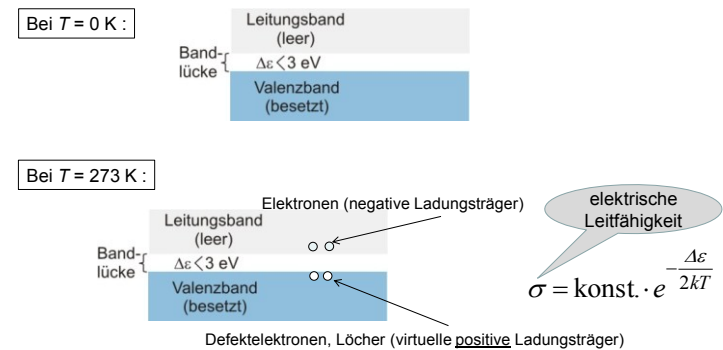 Bei T = 0 K :
Leitungsband
(leer)
Band-
lücke
Δε < 3 eV
Valenzband
(besetzt)
Bei T = 273 K :
Elektronen (negative Ladungsträger)
elektrische
Leitfähigkeit
Leitungsband
(leer)
Band-
lücke
Δε < 3 eV
Valenzband
(besetzt)
σ = konst. · e^(-Δε/2kT)
Defektelektronen, Löcher (virtuelle positive Ladungsträger)